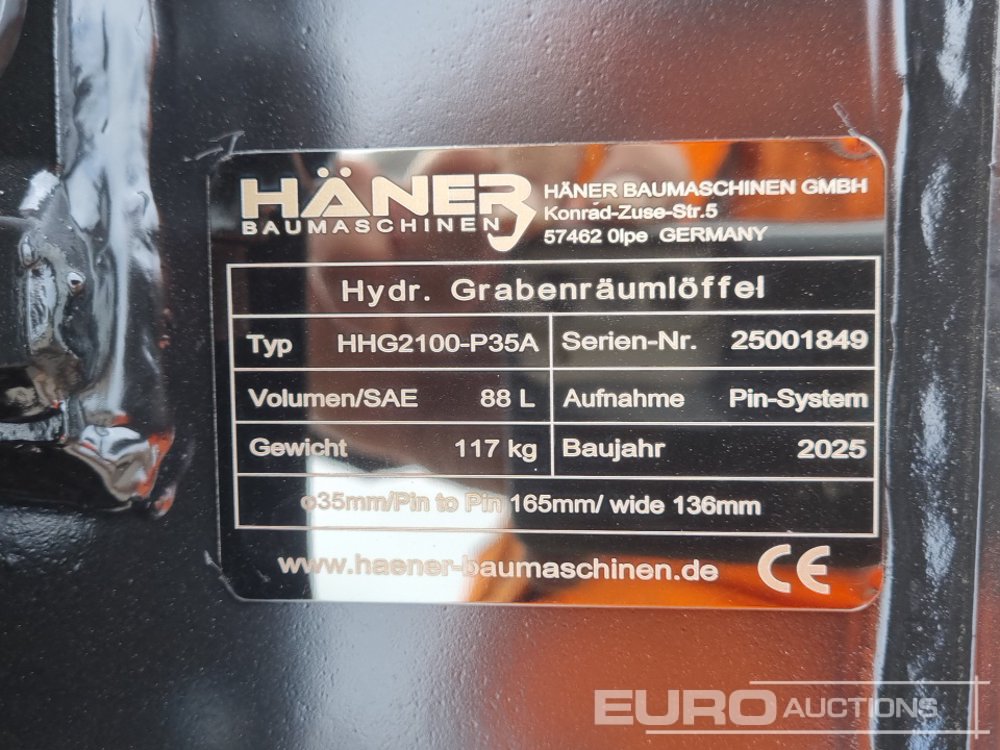 HÄNER
BAUMASCHINEN
HÄNER BAUMASCHINEN GMBH
Konrad-Zuse-Str.5
57462 Olpe GERMANY
Hydr. Grabenräumlöffel
Typ HHG2100-P35A Serien-Nr. 25001849
Volumen/SAE 88 L Aufnahme Pin-System
Gewicht 117 kg Baujahr 2025
ø35mm/Pin to Pin 165mm/ wide 136mm
www.haener-baumaschinen.de CE
EURO AUCTIONS